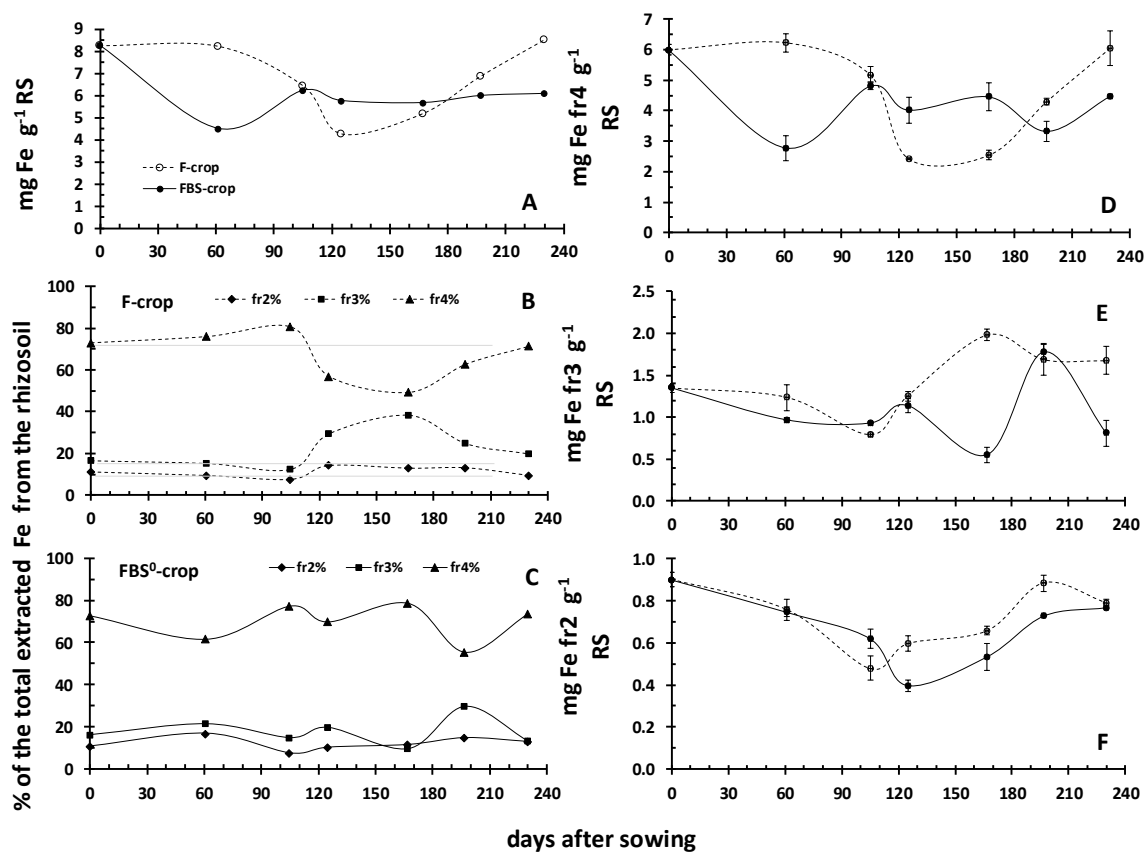 mg Fe g⁻¹ RS
9
8
7
6
5
4
3
2
1
0
F-crop
FBS-crop
A
0 30 60 90 120 150 180 210 240
mg Fe fr4 g⁻¹
RS
7
6
5
4
3
2
1
0
D
0 30 60 90 120 150 180 210 240
% of the total extracted Fe from the rhizosoil
100
80
60
40
20
0
F-crop
fr2% fr3% fr4%
B
0 30 60 90 120 150 180 210 240
mg Fe fr3 g⁻¹
RS
2.5
2.0
1.5
1.0
0.5
0.0
E
0 30 60 90 120 150 180 210 240
100
80
60
40
20
0
FBS⁰-crop
fr2% fr3% fr4%
C
0 30 60 90 120 150 180 210 240
mg Fe fr2 g⁻¹
RS
1.0
0.8
0.6
0.4
0.2
0.0
F
0 30 60 90 120 150 180 210 240
days after sowing